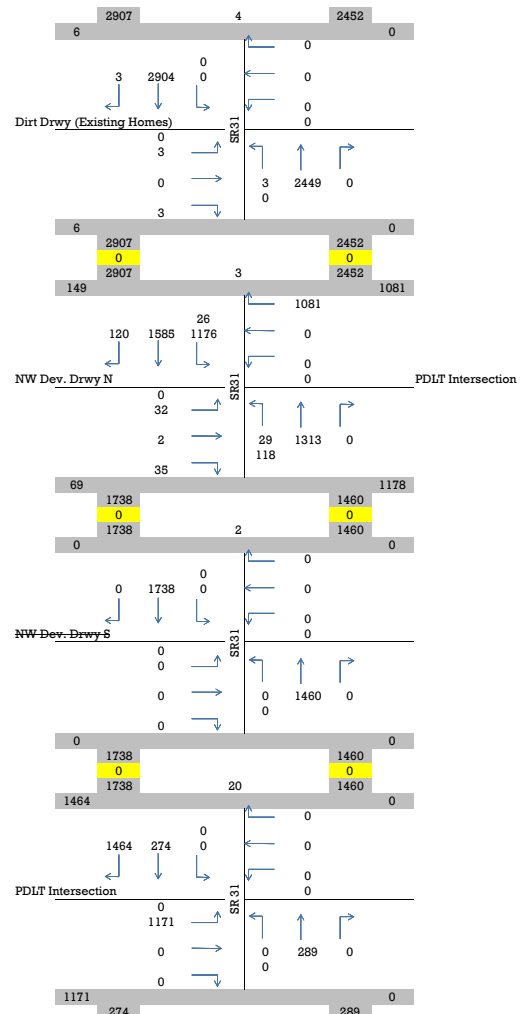 2907 4 2452
6 0
0
0
3 2904 0 0
0
0
Dirt Drwy (Existing Homes)
SR31
0
3
0 3 2449 0
0
3
6 0
2907 2452
0 0
2907 3 2452
149 1081
1081
26
120 1585 1176 0
0
0
NW Dev. Drwy N PDLT Intersection
SR31
0
32
2 29 1313 0
118
35
69 1178
1738 1460
0 0
1738 2 1460
0 0
0
0
0 1738 0 0
0
0
NW Dev. Drwy S
SR31
0
0
0 0 1460 0
0
0
0 0
1738 1460
0 0
1738 20 1460
1464 0
0
0
1464 274 0 0
0
0
PDLT Intersection
SR 31
0
1171
0 0 289 0
0
0
1171 0
274 289